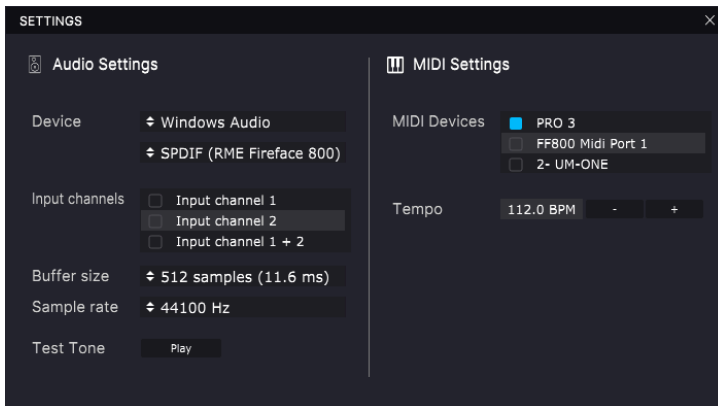 SETTINGS
Audio Settings
Device
Windows Audio
SPDIF (RME Fireface 800)
Input channels
Input channel 1
Input channel 2
Input channel 1 + 2
Buffer size
512 samples (11.6 ms)
Sample rate
44100 Hz
Test Tone
Play
MIDI Settings
MIDI Devices
PRO 3
FF800 Midi Port 1
2- UM-ONE
Tempo
112.0 BPM - +